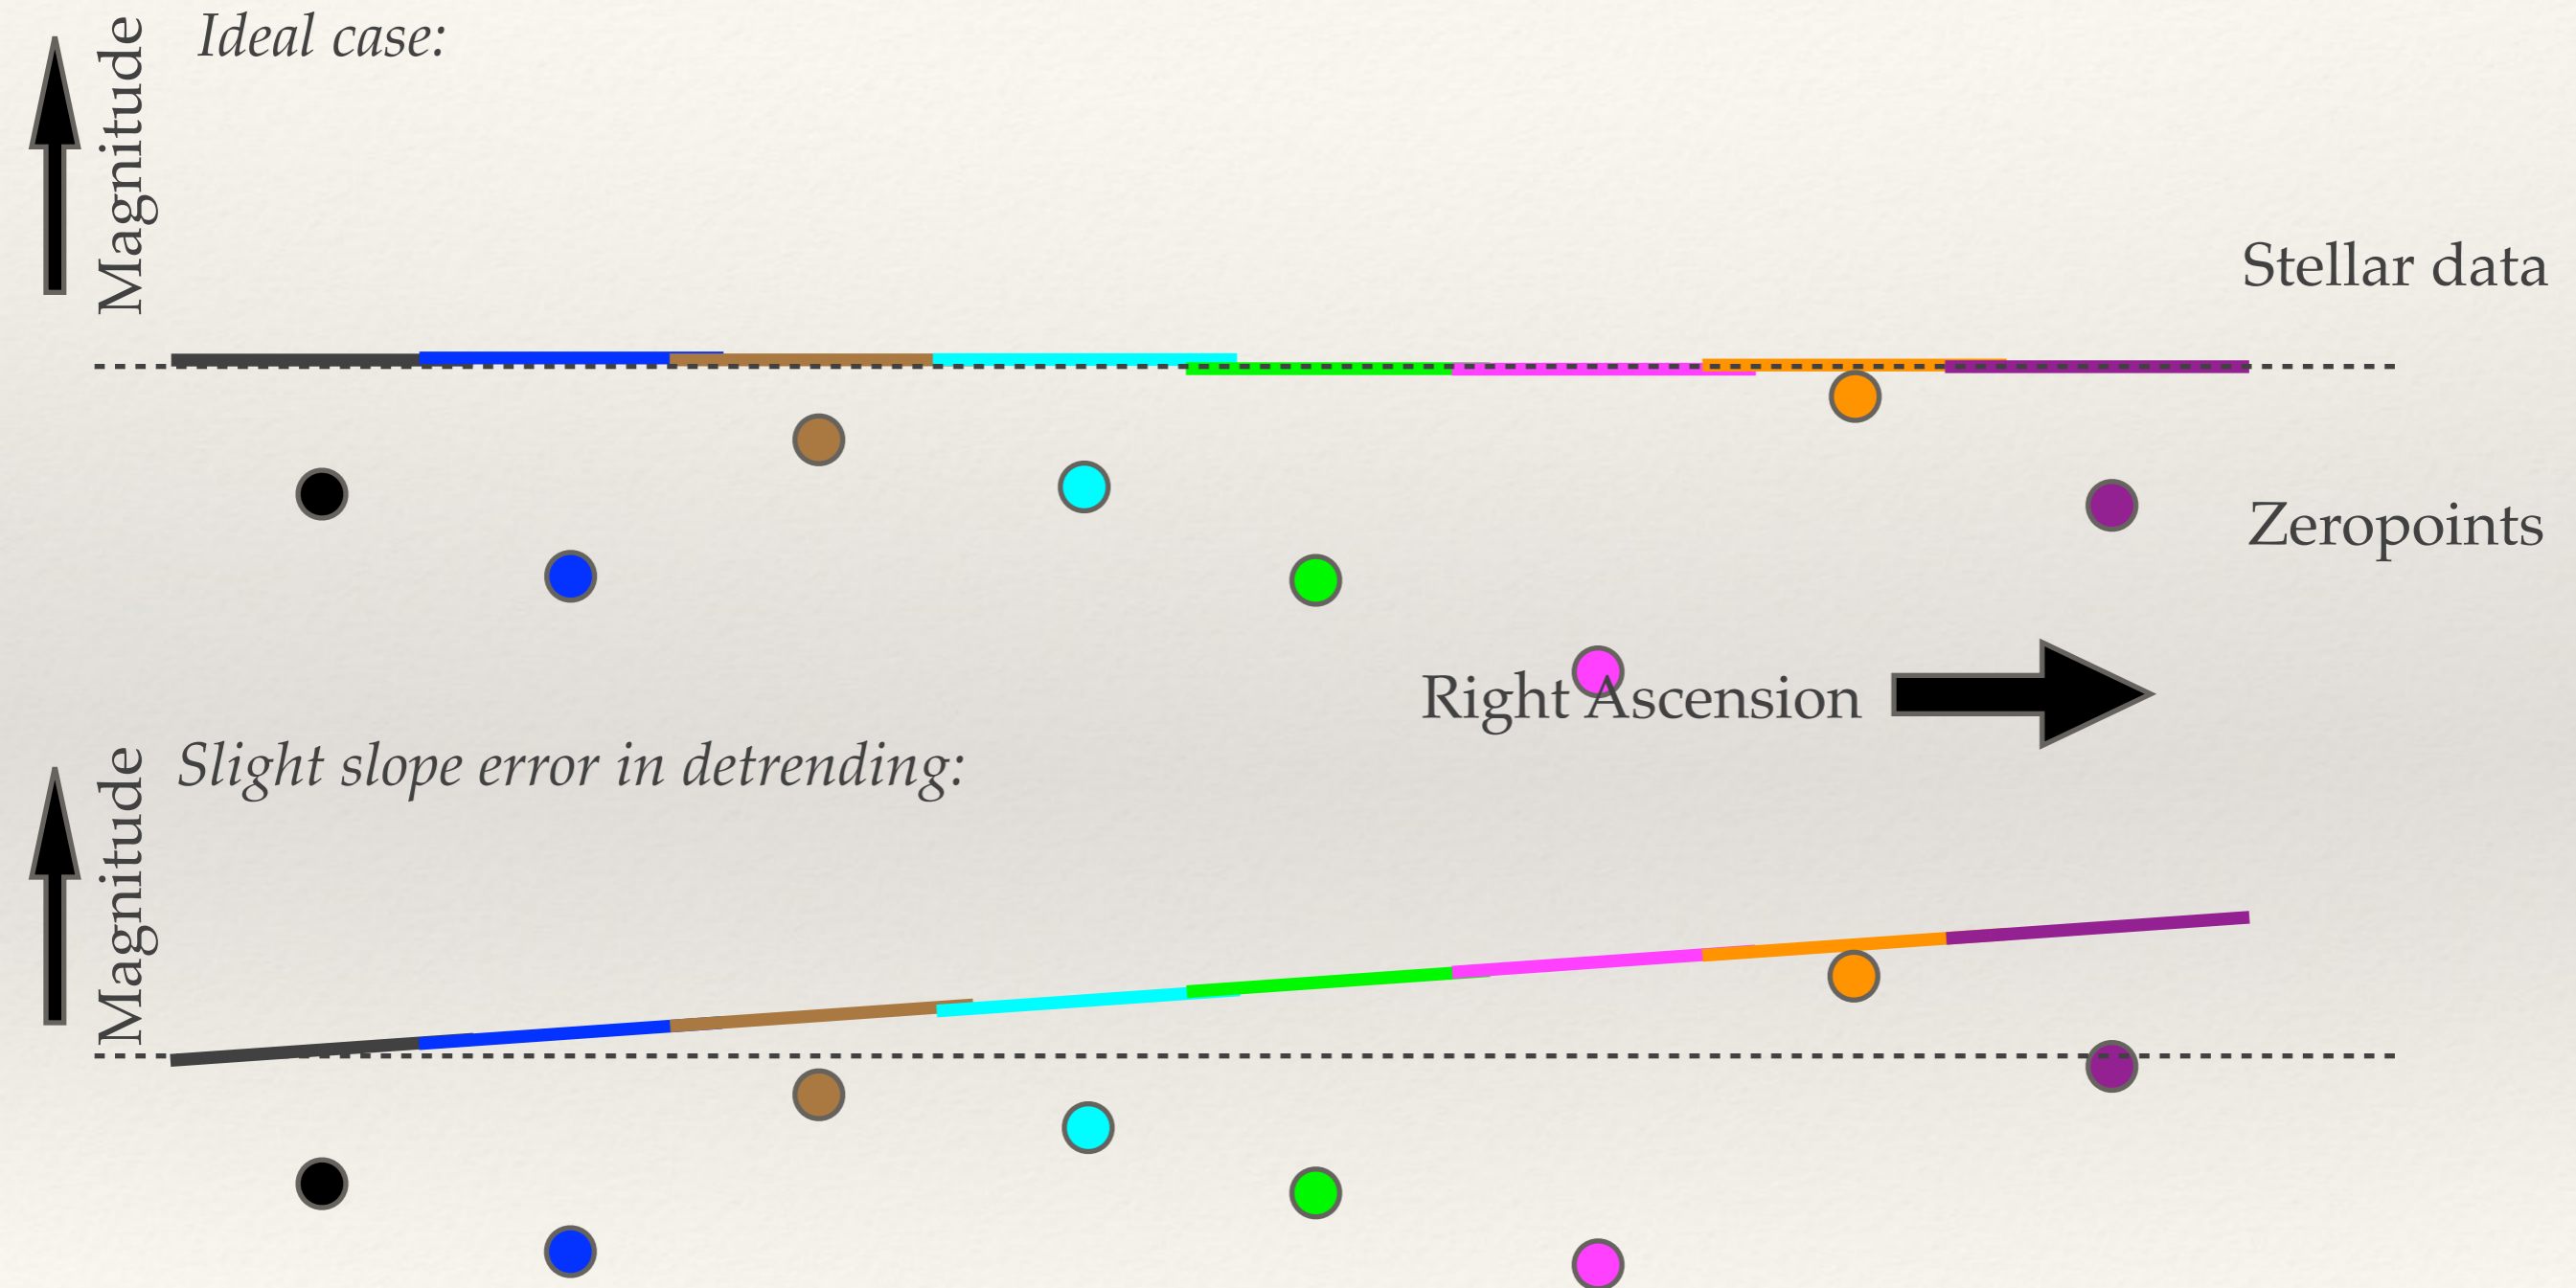 Magnitude
Ideal case:
Stellar data
Zeropoints
Right Ascension
Magnitude
Slight slope error in detrending: